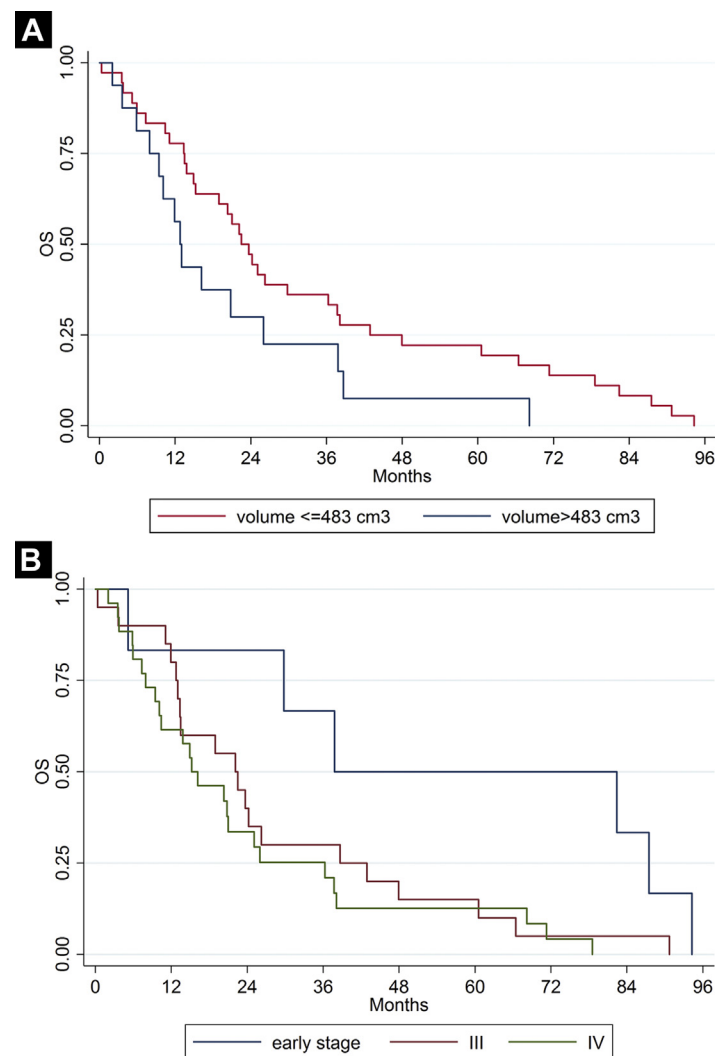 A
1.00
0.75
0.50
0.25
0.00
OS
0 12 24 36 48 60 72 84 96
Months
volume <=483 cm3 volume>483 cm3
B
1.00
0.75
0.50
0.25
0.00
OS
0 12 24 36 48 60 72 84 96
Months
early stage III IV